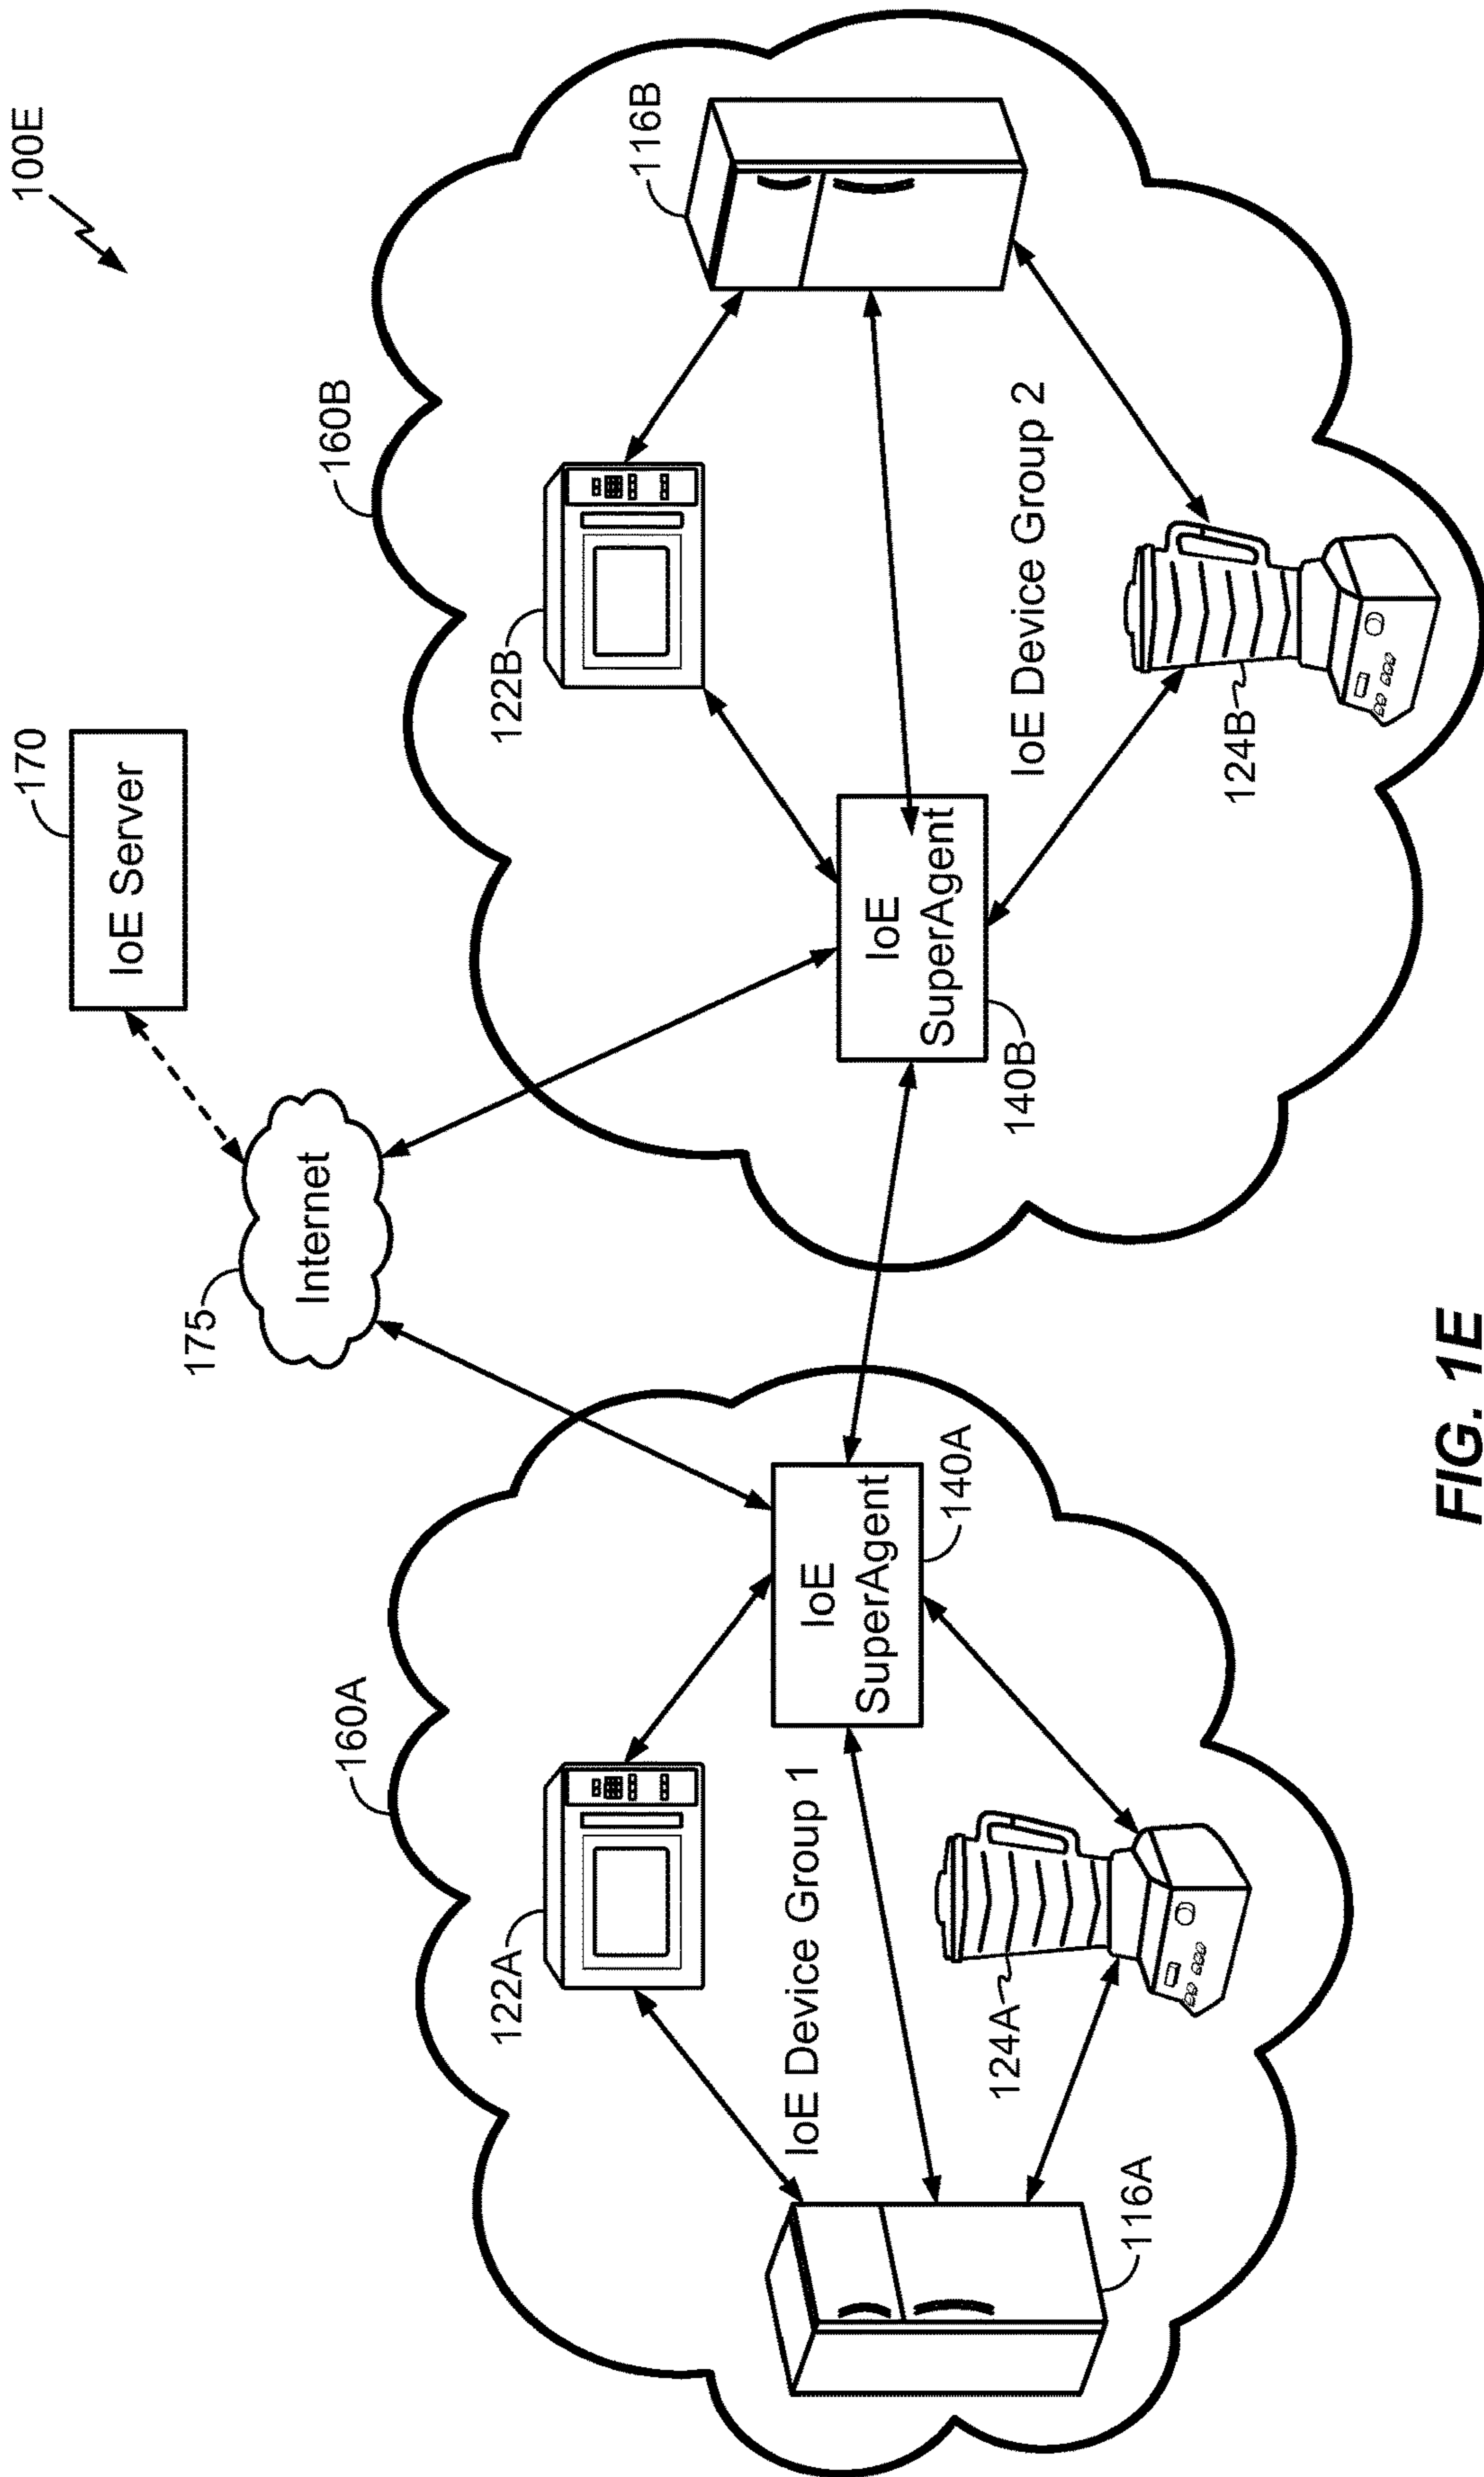 100E
170
IoE Server
175
Internet
160A
160B
122A
122B
116B
IoE
SuperAgent
140A
IoE
SuperAgent
140B
IoE Device Group 1
IoE Device Group 2
124A
124B
116A
FIG. 1E